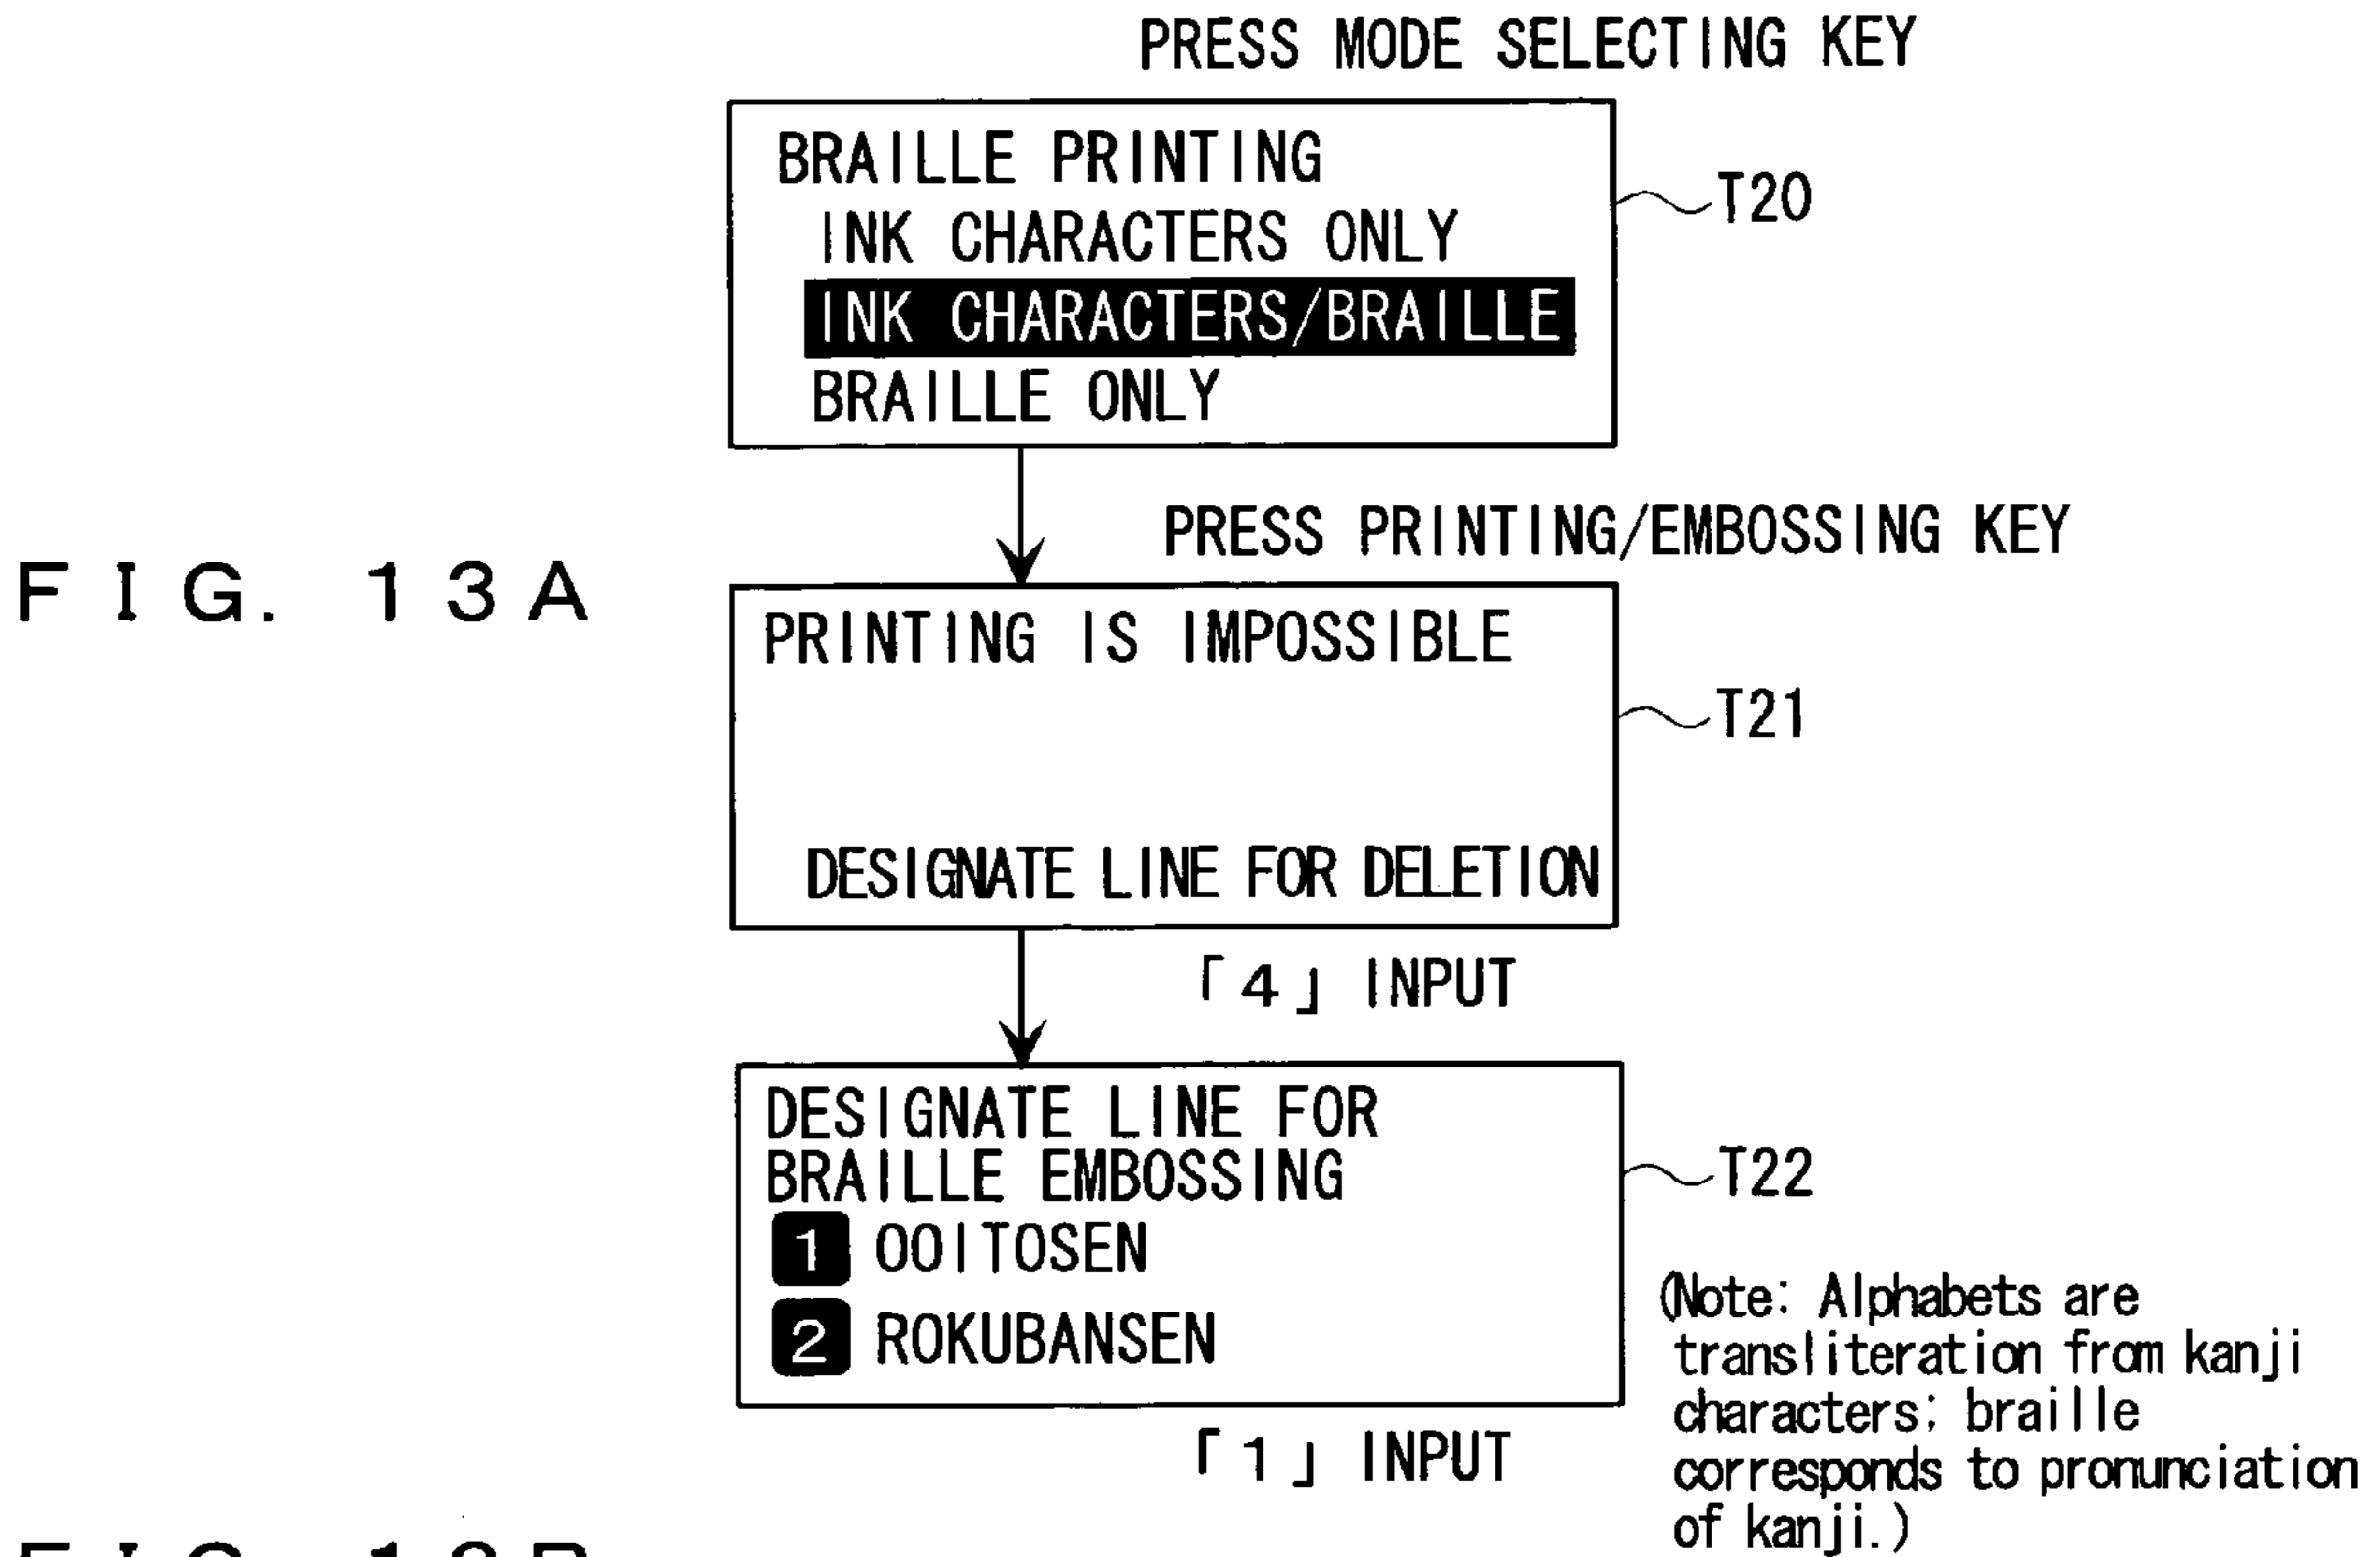 PRESS MODE SELECTING KEY
BRAILLE PRINTING
INK CHARACTERS ONLY
INK CHARACTERS/BRAILLE
BRAILLE ONLY
T20
PRESS PRINTING/EMBOSSING KEY
FIG. 13A
PRINTING IS IMPOSSIBLE
DESIGNATE LINE FOR DELETION
T21
「4」 INPUT
DESIGNATE LINE FOR
BRAILLE EMBOSSING
1 OOITOSEN
2 ROKUBANSEN
T22
(Note: Alphabets are
transliteration from kanji
characters; braille
corresponds to pronunciation
of kanji.)
「1」 INPUT